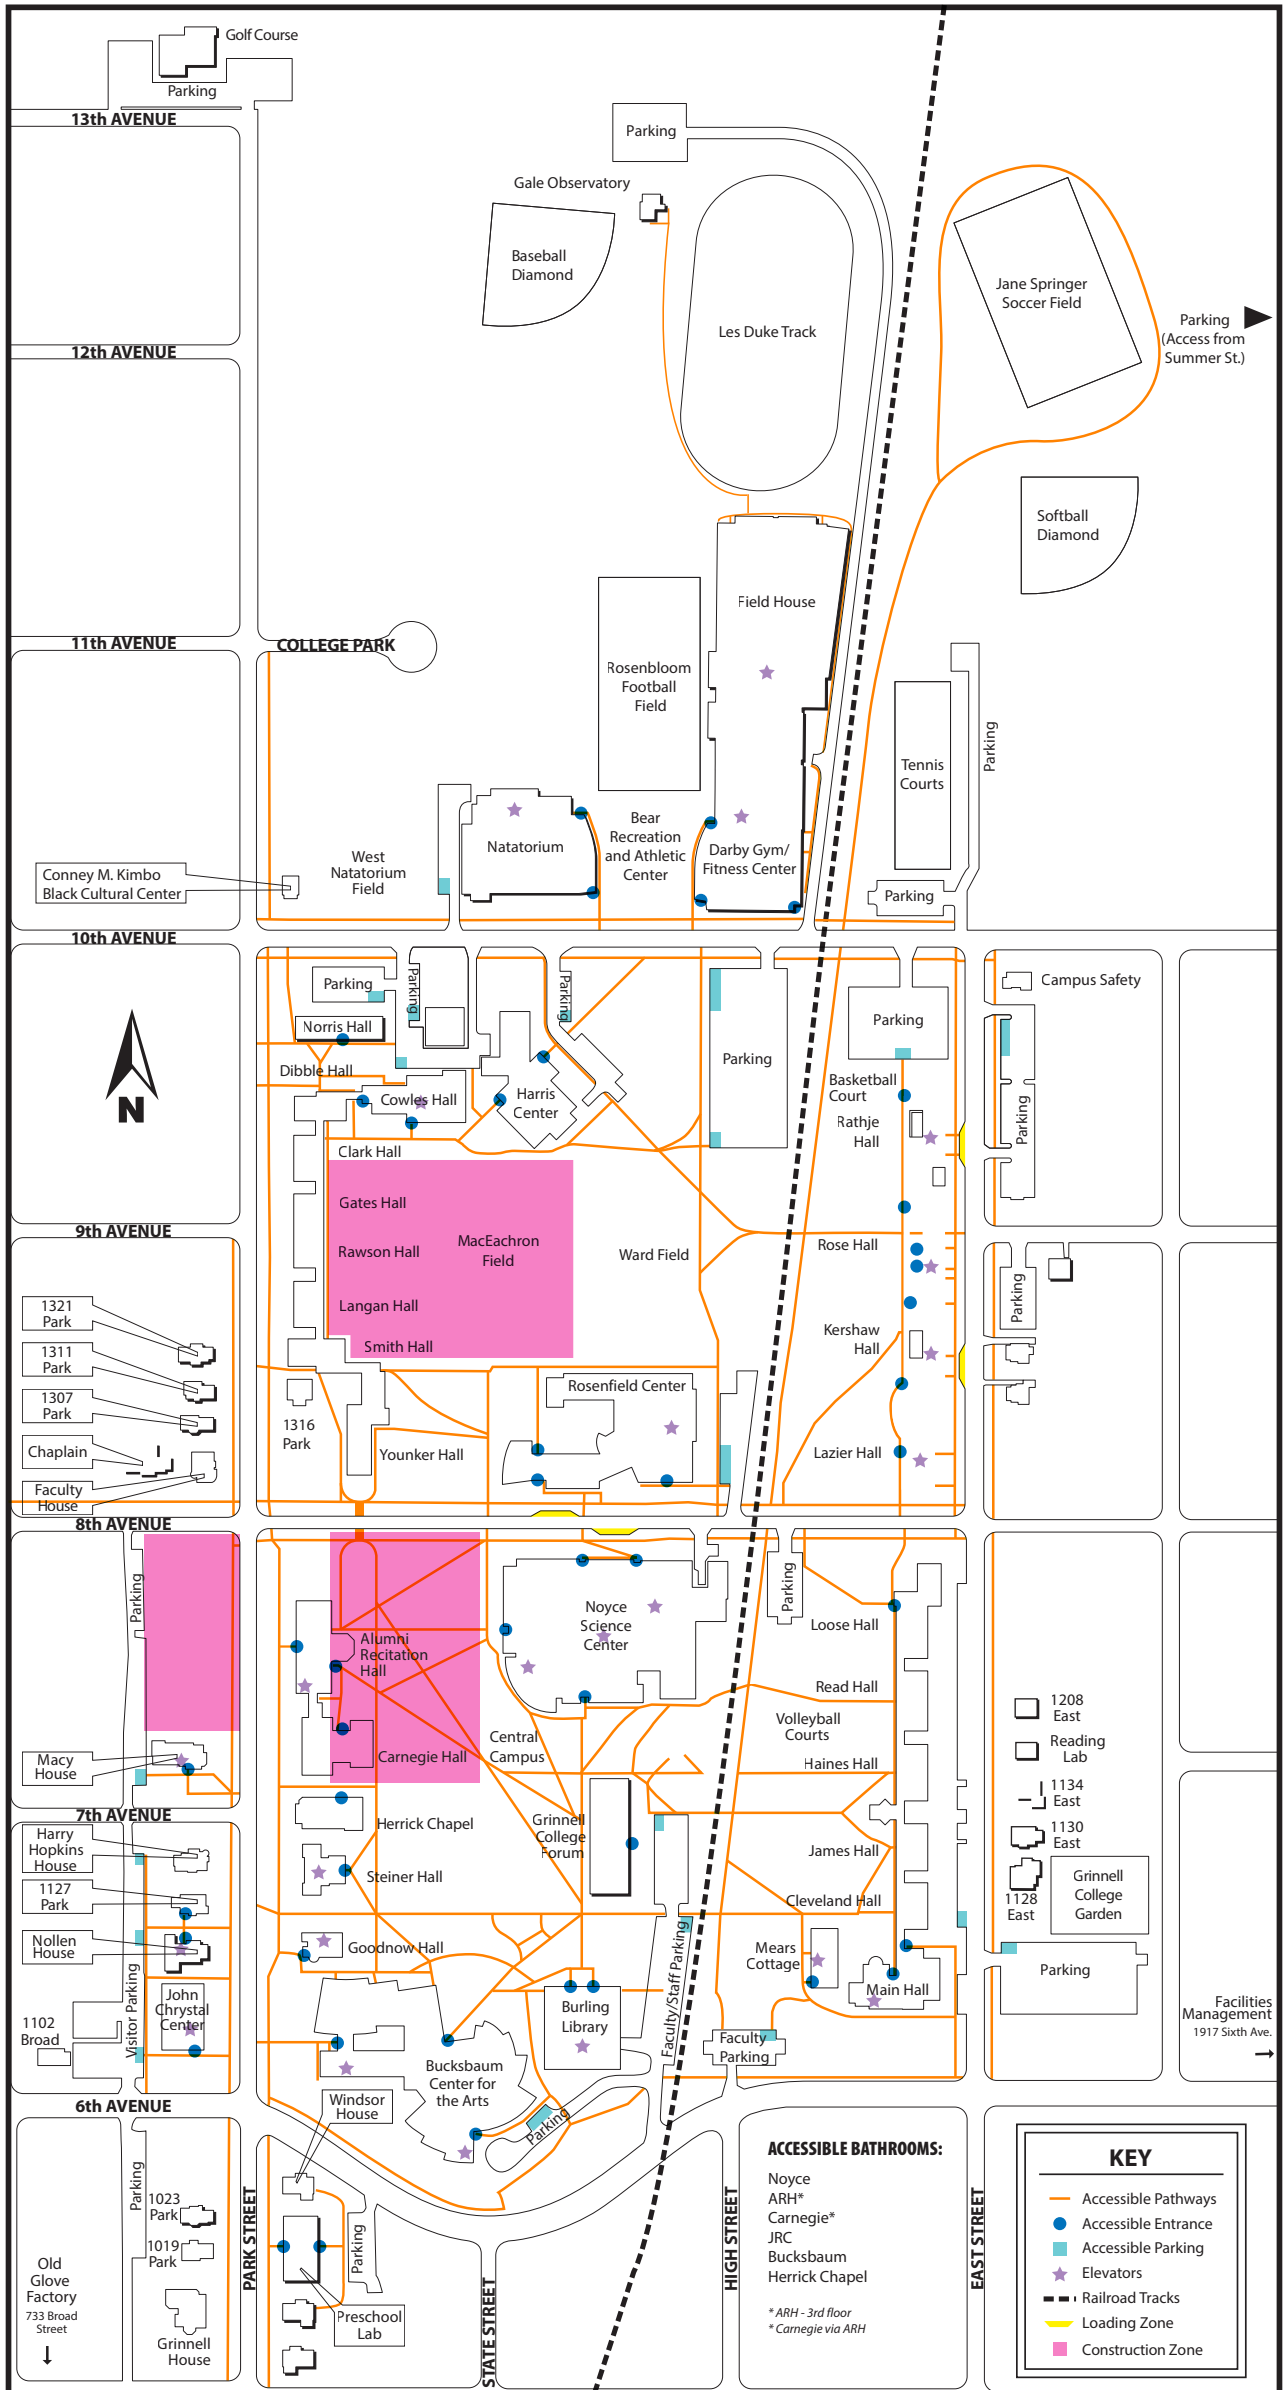 Golf Course
Parking
13th AVENUE
Parking
Gale Observatory
Baseball
Diamond
Les Duke Track
Jane Springer
Soccer Field
Parking
(Access from
Summer St.)
12th AVENUE
Softball
Diamond
Field House
11th AVENUE
COLLEGE PARK
Rosenbloom
Football
Field
Tennis
Courts
Parking
Natatorium
Bear
Recreation
and Athletic
Center
Darby Gym/
Fitness Center
West
Natatorium
Field
Conney M. Kimbo
Black Cultural Center
Parking
10th AVENUE
Parking
Parking
Parking
Norris Hall
Dibble Hall
Cowles Hall
Harris
Center
Parking
Parking
Campus Safety
Basketball
Court
Rathje
Hall
Parking
N
Clark Hall
Gates Hall
Rawson Hall
MacEachron
Field
Langan Hall
Smith Hall
Ward Field
Rose Hall
Kershaw
Hall
Parking
9th AVENUE
1321
Park
1311
Park
1307
Park
Chaplain
Faculty
House
1316
Park
Younker Hall
Rosenfield Center
Lazier Hall
8th AVENUE
Parking
Alumni
Recitation
Hall
Noyce
Science
Center
Parking
Loose Hall
Read Hall
Volleyball
Courts
Haines Hall
Central
Campus
Carnegie Hall
Macy
House
1208
East
Reading
Lab
1134
East
1130
East
1128
East
Grinnell
College
Garden
7th AVENUE
Harry
Hopkins
House
1127
Park
Nollen
House
Herrick Chapel
Steiner Hall
Grinnell
College
Forum
James Hall
Cleveland Hall
Goodnow Hall
Mears
Cottage
Main Hall
Parking
Faculty/Staff Parking
Visitor Parking
John
Chrystal
Center
1102
Broad
Burling
Library
Faculty
Parking
Facilities
Management
1917 Sixth Ave.
Bucksbaum
Center for
the Arts
Windsor
House
Parking
6th AVENUE
Parking
1023
Park
1019
Park
PARK STREET
Parking
Old
Glove
Factory
733 Broad
Street
Grinnell
House
Preschool
Lab
STATE STREET
HIGH STREET
EAST STREET
ACCESSIBLE BATHROOMS:
Noyce
ARH*
Carnegie*
JRC
Bucksbaum
Herrick Chapel
* ARH - 3rd floor
* Carnegie via ARH
KEY
Accessible Pathways
Accessible Entrance
Accessible Parking
Elevators
Railroad Tracks
Loading Zone
Construction Zone